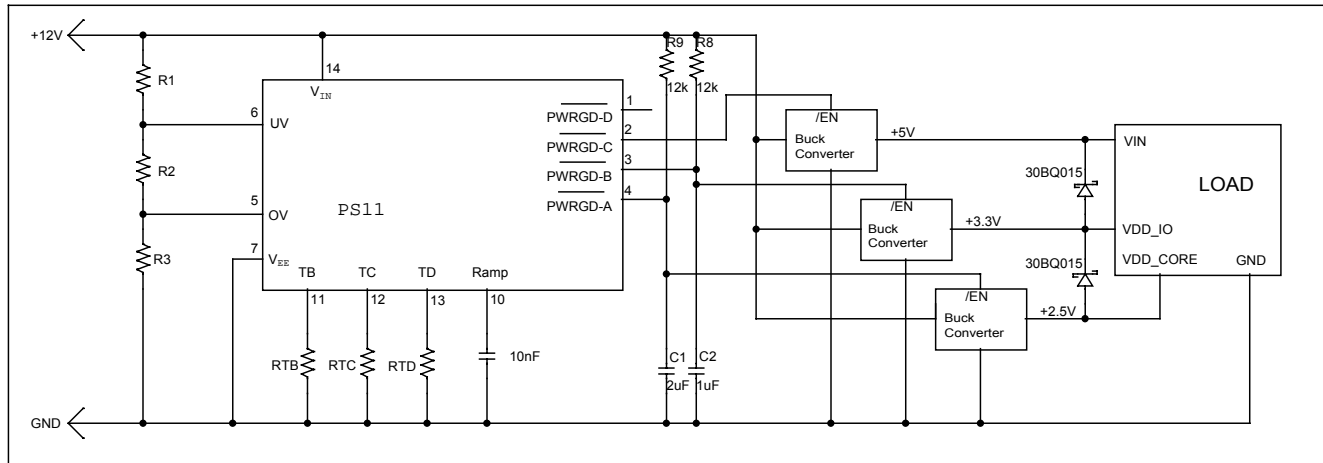 +12V
R9
R8
R1
14
V_IN
12k
12k
1
PWRGD-D
/EN
6
UV
2
PWRGD-C
Buck
Converter
+5V
VIN
R2
3
PWRGD-B
30BQ015
LOAD
5
OV
PS11
4
PWRGD-A
/EN
Buck
Converter
+3.3V
VDD_IO
7
V_EE
R3
VDD_CORE
GND
TB
TC
TD
Ramp
30BQ015
11
12
13
10
/EN
Buck
Converter
+2.5V
RTB
RTC
RTD
10nF
C1
C2
2uF
1uF
GND